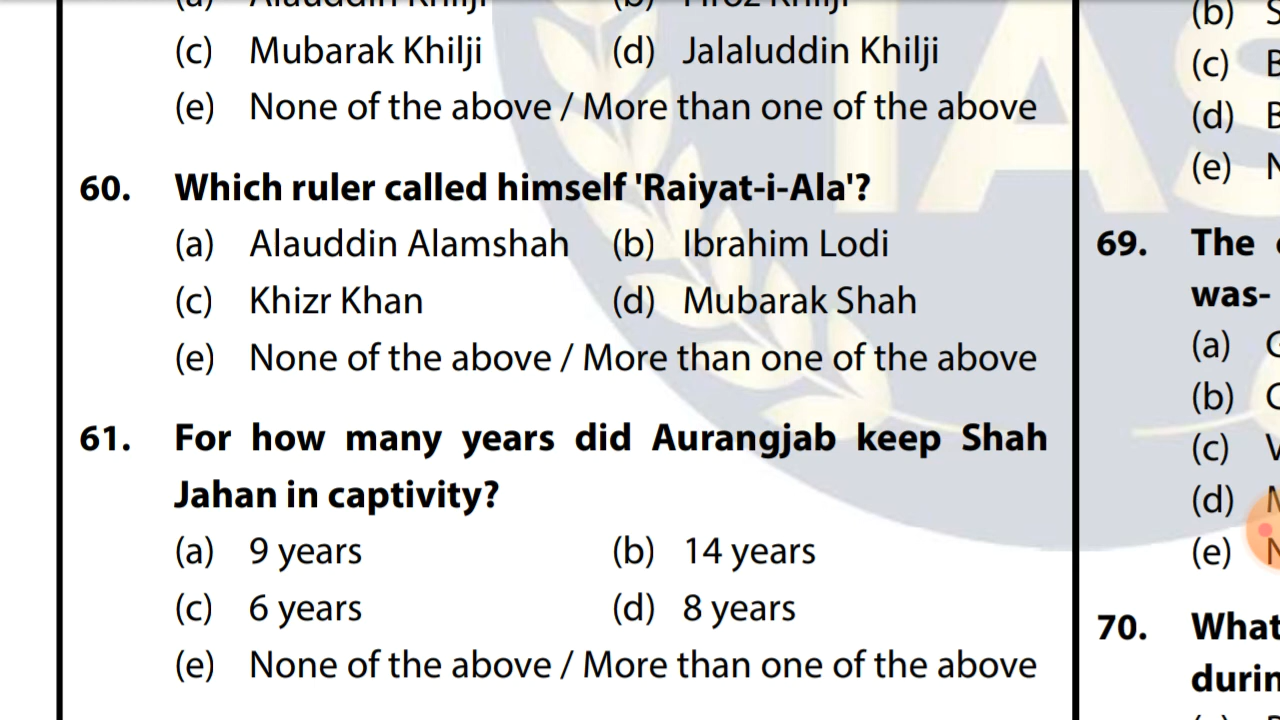 (c) Mubarak Khilji (d) Jalaluddin Khilji
(e) None of the above / More than one of the above
60. Which ruler called himself 'Raiyat-i-Ala'?
(a) Alauddin Alamshah (b) Ibrahim Lodi
(c) Khizr Khan (d) Mubarak Shah
(e) None of the above / More than one of the above
61. For how many years did Aurangjab keep Shah
Jahan in captivity?
(a) 9 years (b) 14 years
(c) 6 years (d) 8 years
(e) None of the above / More than one of the above
(b)
(c)
(d)
(e)
69. The
was-
(a)
(b)
(c)
(d)
(e)
70. What
durin
IAS